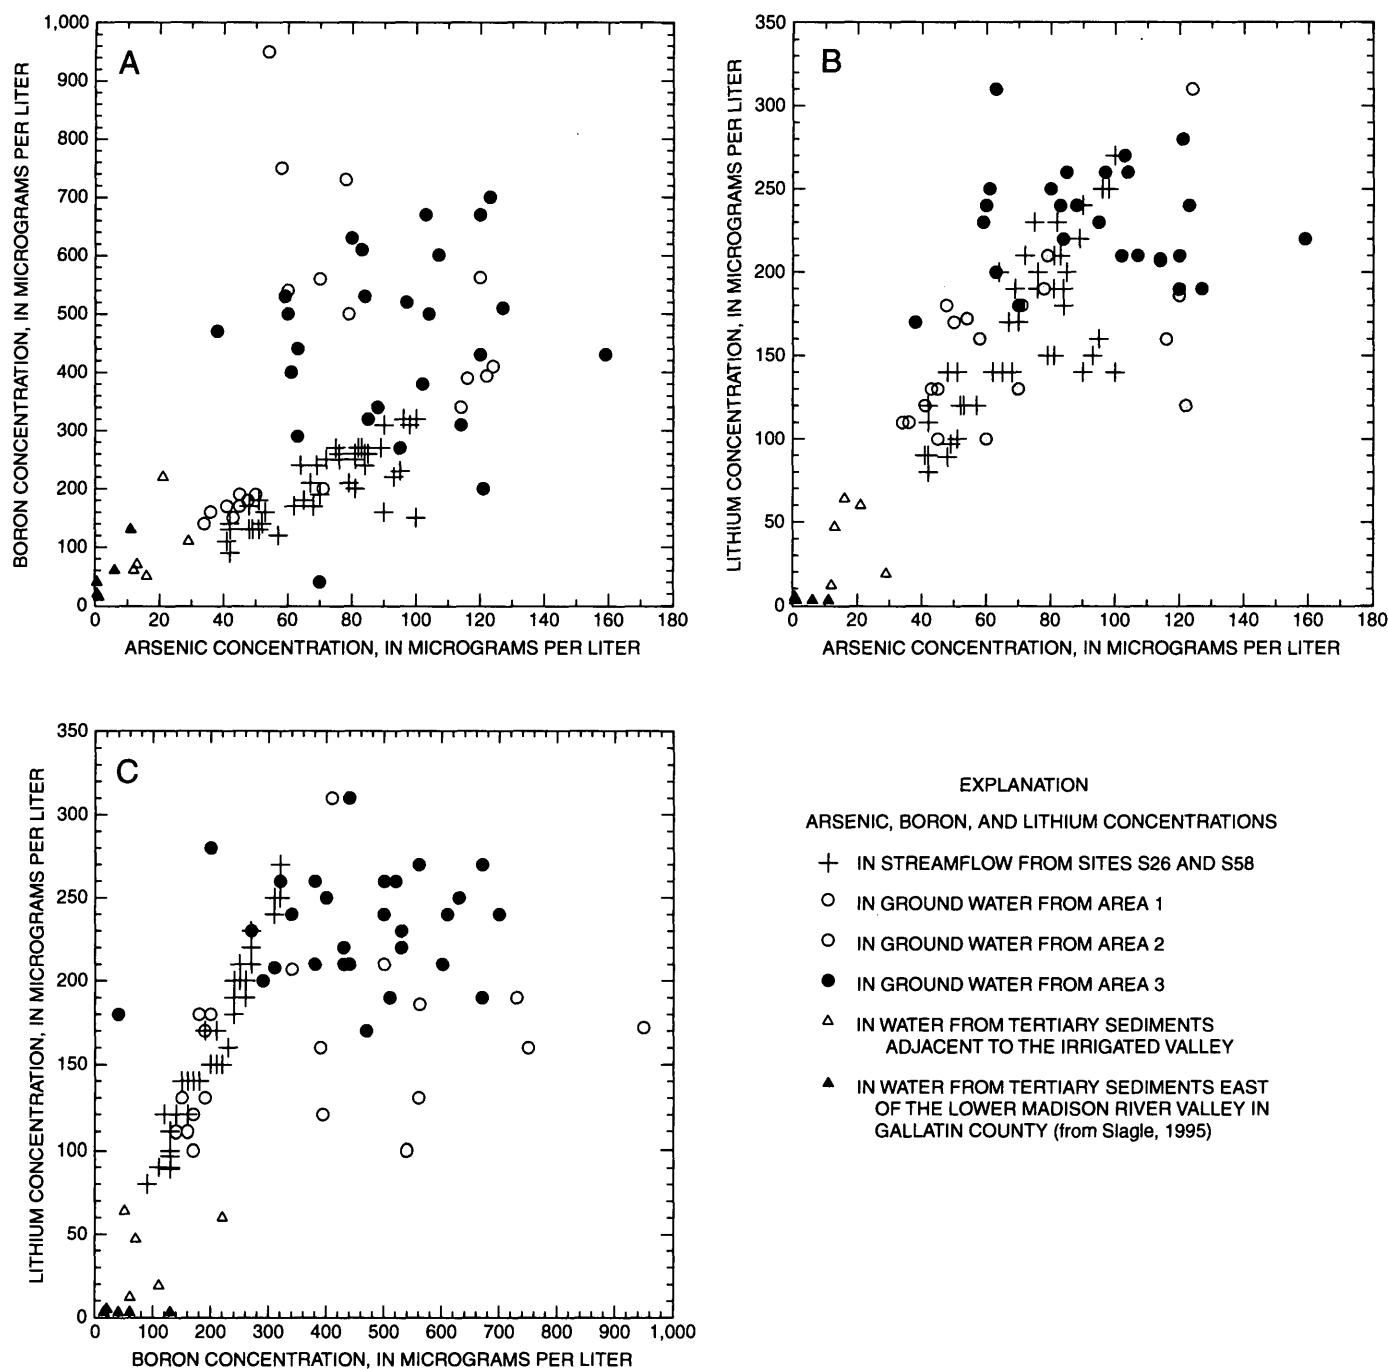 A
BORON CONCENTRATION, IN MICROGRAMS PER LITER
1,000
900
800
700
600
500
400
300
200
100
0
0 20 40 60 80 100 120 140 160 180
ARSENIC CONCENTRATION, IN MICROGRAMS PER LITER
B
LITHIUM CONCENTRATION, IN MICROGRAMS PER LITER
350
300
250
200
150
100
50
0
0 20 40 60 80 100 120 140 160 180
ARSENIC CONCENTRATION, IN MICROGRAMS PER LITER
C
LITHIUM CONCENTRATION, IN MICROGRAMS PER LITER
350
300
250
200
150
100
50
0
0 100 200 300 400 500 600 700 800 900 1,000
BORON CONCENTRATION, IN MICROGRAMS PER LITER
EXPLANATION
ARSENIC, BORON, AND LITHIUM CONCENTRATIONS
IN STREAMFLOW FROM SITES S26 AND S58
IN GROUND WATER FROM AREA 1
IN GROUND WATER FROM AREA 2
IN GROUND WATER FROM AREA 3
IN WATER FROM TERTIARY SEDIMENTS
ADJACENT TO THE IRRIGATED VALLEY
IN WATER FROM TERTIARY SEDIMENTS EAST
OF THE LOWER MADISON RIVER VALLEY IN
GALLATIN COUNTY (from Slagle, 1995)